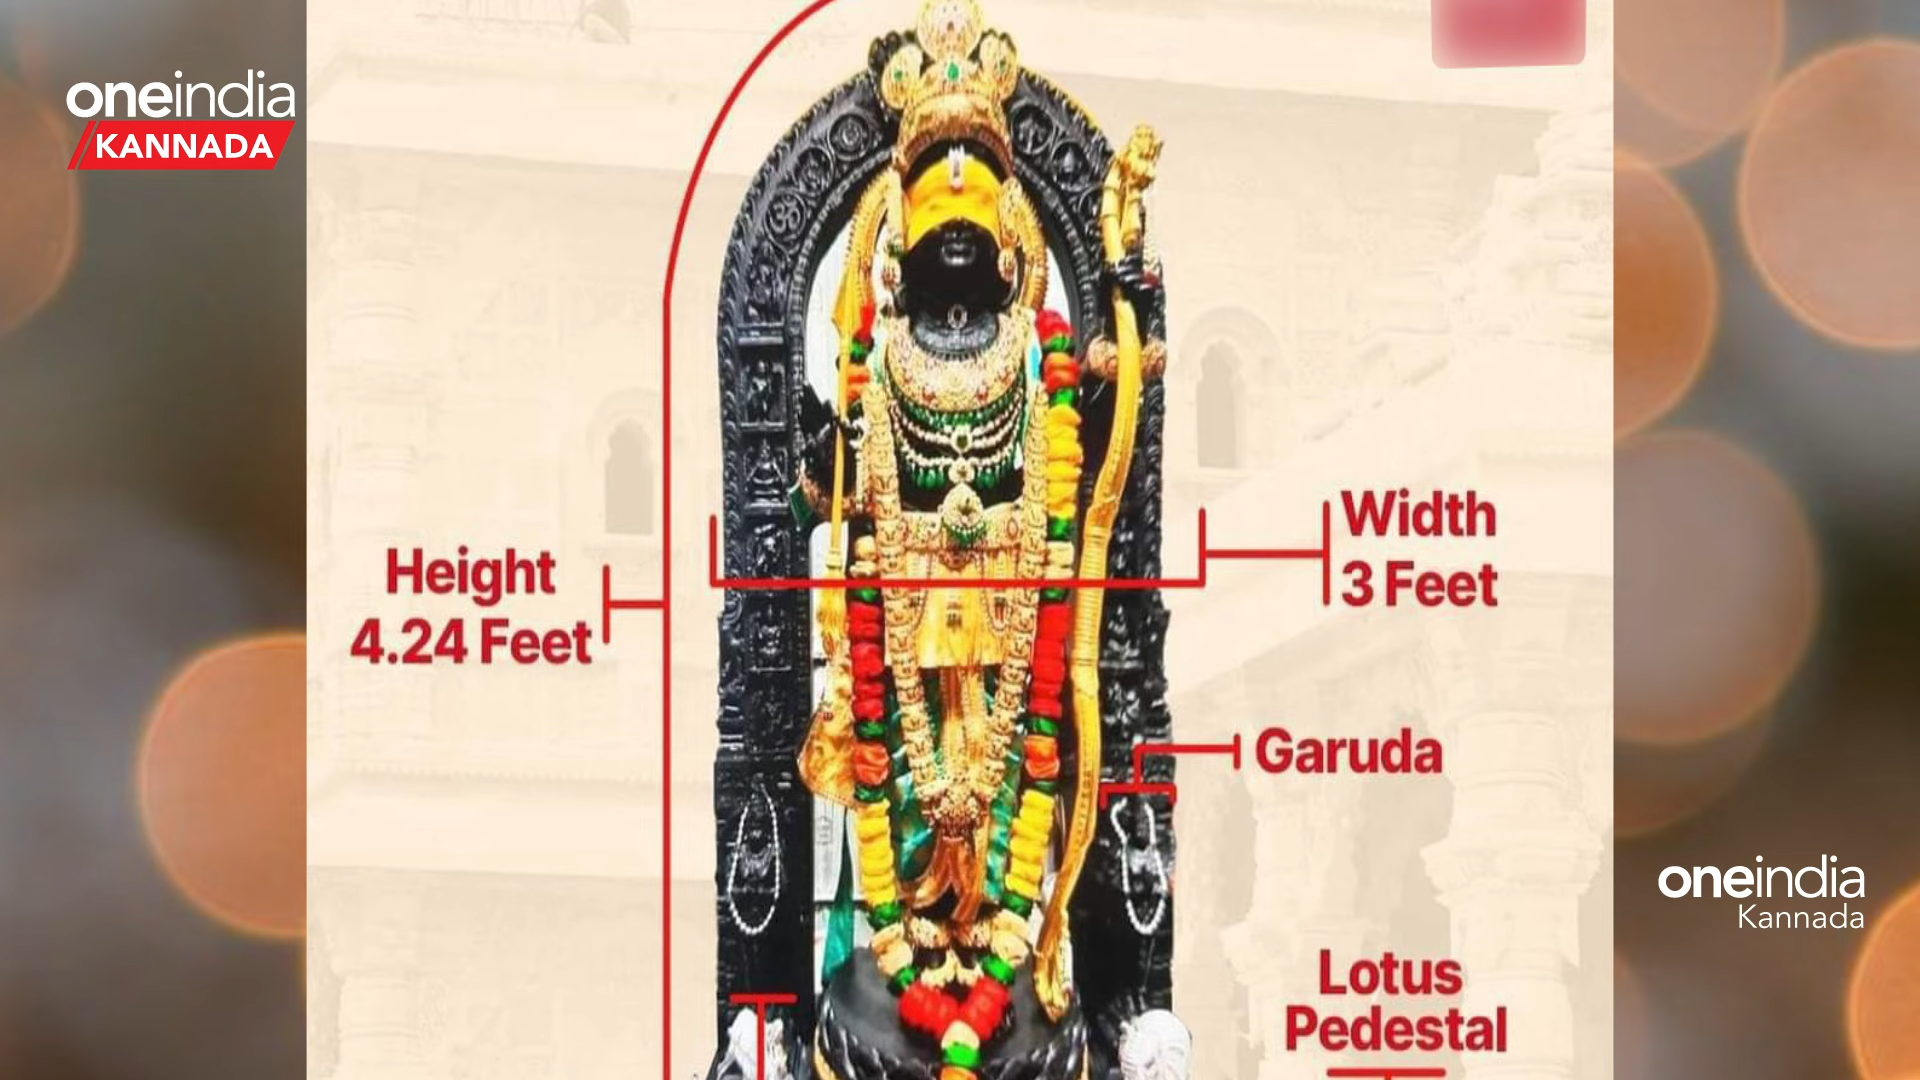 oneindia
KANNADA
Height
4.24 Feet
Width
3 Feet
Garuda
Lotus
Pedestal
oneindia
Kannada